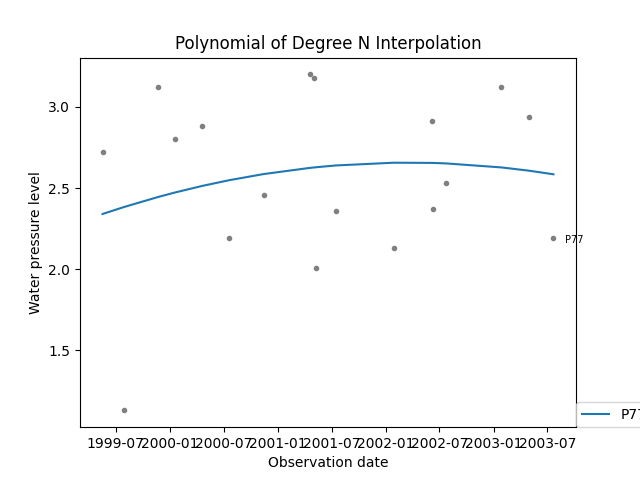 Polynomial of Degree N Interpolation
Water pressure level
3.0
2.5
2.0
1.5
P77
P77
1999-07 2000-01 2000-07 2001-01 2001-07 2002-01 2002-07 2003-01 2003-07
Observation date